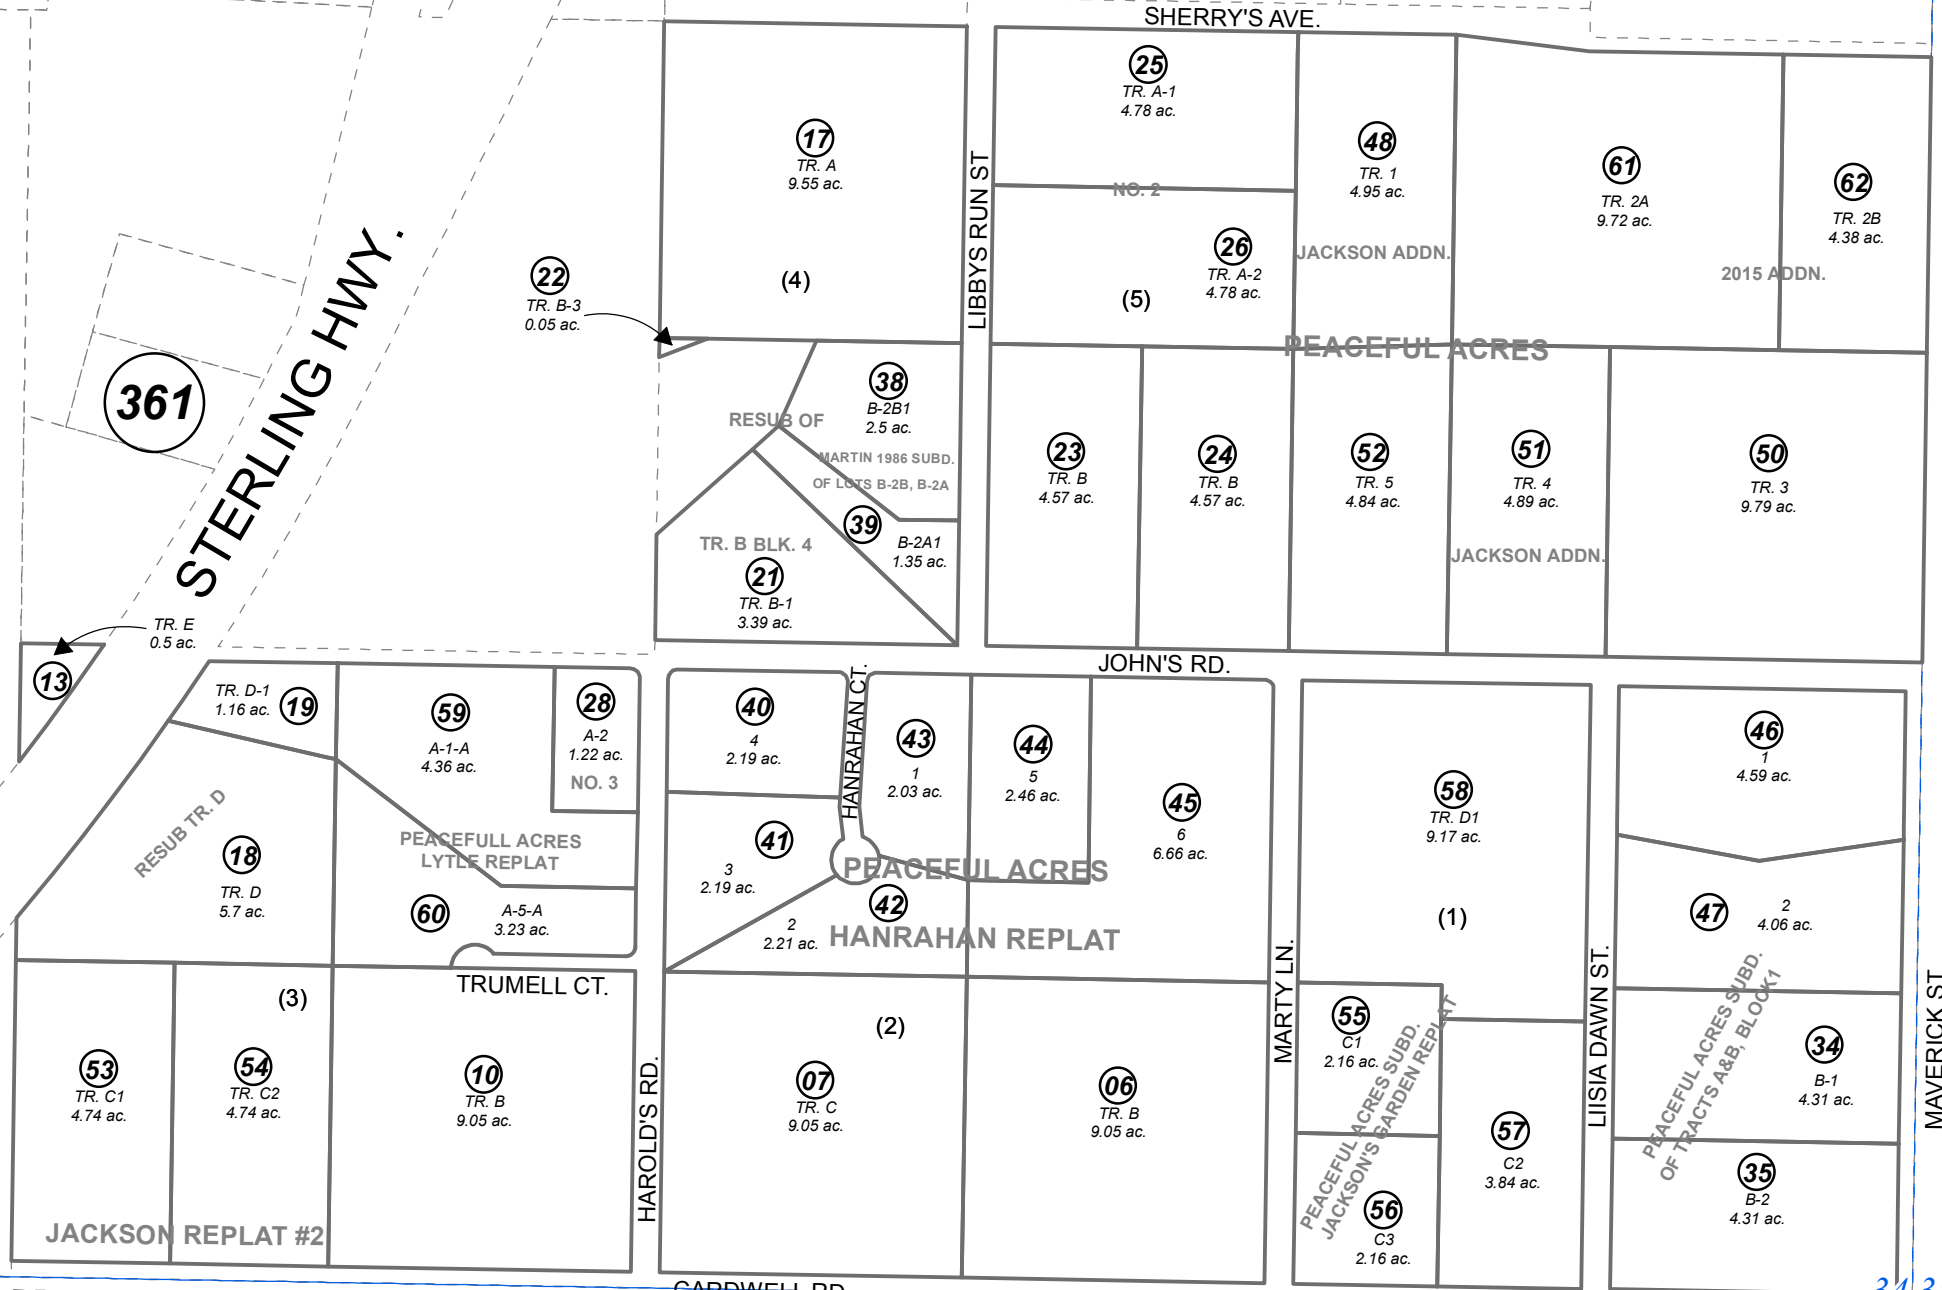 SHERRY'S AVE.
25
TR. A-1
4.78 ac.
17
TR. A
9.55 ac.
48
TR. 1
4.95 ac.
61
TR. 2A
9.72 ac.
62
TR. 2B
4.38 ac.
NO. 2
LIBBYS RUN ST
STERLING HWY.
22
TR. B-3
0.05 ac.
(4)
26
TR. A-2
4.78 ac.
(5)
JACKSON ADDN.
2015 ADDN.
PEACEFUL ACRES
361
38
B-2B1
2.5 ac.
RESUB OF
MARTIN 1986 SUBD.
OF LOTS B-2B, B-2A
23
TR. B
4.57 ac.
24
TR. B
4.57 ac.
52
TR. 5
4.84 ac.
51
TR. 4
4.89 ac.
50
TR. 3
9.79 ac.
39
B-2A1
1.35 ac.
TR. B BLK. 4
21
TR. B-1
3.39 ac.
JACKSON ADDN.
TR. E
0.5 ac.
13
JOHN'S RD.
TR. D-1
1.16 ac.
19
59
A-1-A
4.36 ac.
28
A-2
1.22 ac.
NO. 3
40
4
2.19 ac.
HANRAHAN CT.
43
1
2.03 ac.
44
5
2.46 ac.
45
6
6.66 ac.
58
TR. D1
9.17 ac.
46
1
4.59 ac.
RESUB TR. D
18
TR. D
5.7 ac.
PEACEFULL ACRES
LYTLE REPLAT
60
A-5-A
3.23 ac.
41
3
2.19 ac.
PEACEFUL ACRES
42
2
2.21 ac.
HANRAHAN REPLAT
(1)
47
2
4.06 ac.
MARTY LN.
LIISIA DAWN ST.
MAVERICK ST
TRUMELL CT.
(3)
(2)
53
TR. C1
4.74 ac.
54
TR. C2
4.74 ac.
10
TR. B
9.05 ac.
HAROLD'S RD.
07
TR. C
9.05 ac.
06
TR. B
9.05 ac.
55
C1
2.16 ac.
PEACEFUL ACRES SUBD.
JACKSON'S GARDEN REPLAT
57
C2
3.84 ac.
56
C3
2.16 ac.
PEACEFUL ACRES SUBD.
OF TRACTS A&B, BLOCK1
34
B-1
4.31 ac.
35
B-2
4.31 ac.
JACKSON REPLAT #2
CARDWELL RD
343